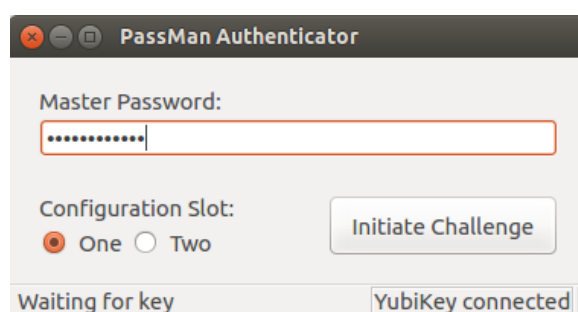 PassMan Authenticator
Master Password:
••••••••••••
Configuration Slot:
One Two
Initiate Challenge
Waiting for key YubiKey connected